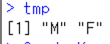 > tmp
[1] "M" "F"